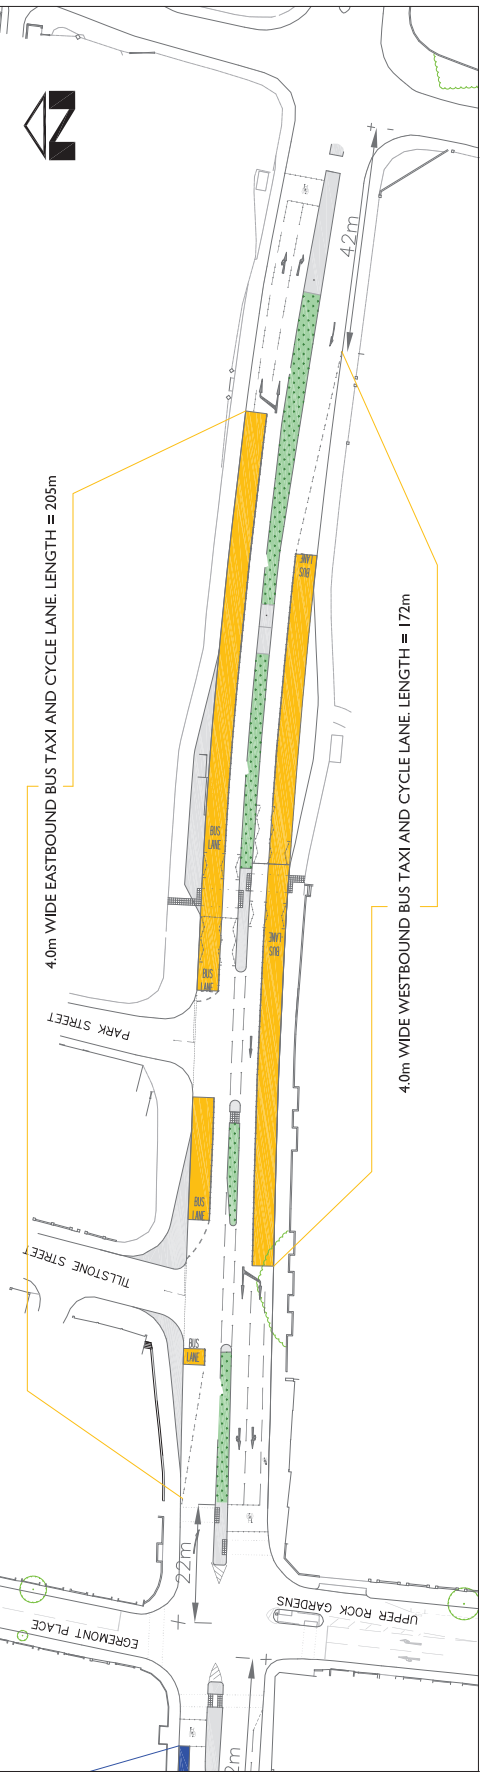 42m
4.0m WIDE EASTBOUND BUS TAXI AND CYCLE LANE. LENGTH = 205m
BUS
LANE
4.0m WIDE WESTBOUND BUS TAXI AND CYCLE LANE. LENGTH = 172m
BUS
LANE
BUS
LANE
BUS
LANE
PARK STREET
BUS
LANE
TILLSTONE STREET
BUS
LANE
22m
EGREMONT PLACE
UPPER ROCK GARDENS
2m